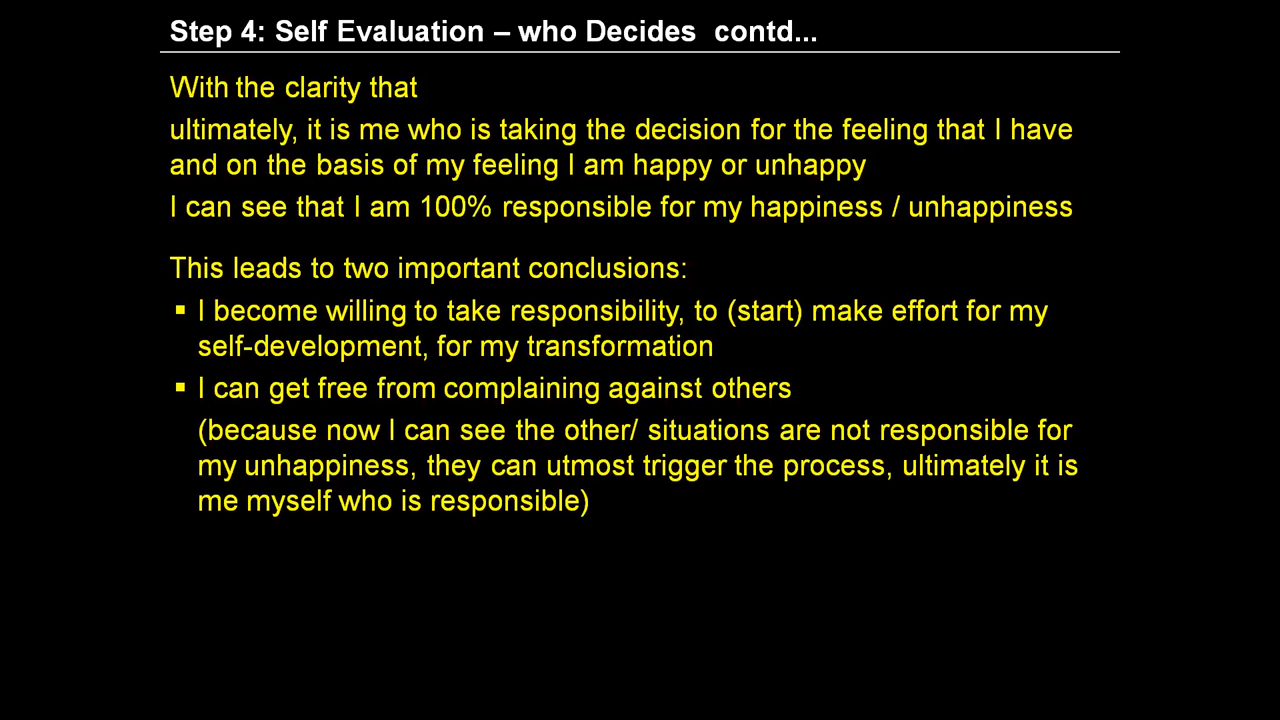 Step 4: Self Evaluation – who Decides  contd...
With the clarity that
ultimately, it is me who is taking the decision for the feeling that I have
and on the basis of my feeling I am happy or unhappy
I can see that I am 100% responsible for my happiness / unhappiness
This leads to two important conclusions:
▪ I become willing to take responsibility, to (start) make effort for my
self-development, for my transformation
▪ I can get free from complaining against others
(because now I can see the other/ situations are not responsible for
my unhappiness, they can utmost trigger the process, ultimately it is
me myself who is responsible)